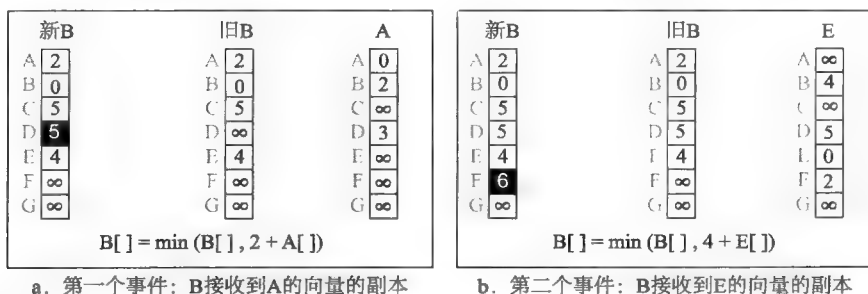 新B 旧B A
A 2 A 2 A 0
B 0 B 0 B 2
C 5 C 5 C ∞
D 5 D ∞ D 3
E 4 E 4 E ∞
F ∞ F ∞ F ∞
G ∞ G ∞ G ∞
B[ ] = min (B[ ] , 2 + A[ ])
a. 第一个事件：B接收到A的向量的副本
新B 旧B E
A 2 A 2 A ∞
B 0 B 0 B 4
C 5 C 5 C ∞
D 5 D 5 D 5
E 4 E 4 E 0
F 6 F ∞ F 2
G ∞ G ∞ G ∞
B[ ] = min (B[ ] , 4 + E[ ])
b. 第二个事件：B接收到E的向量的副本